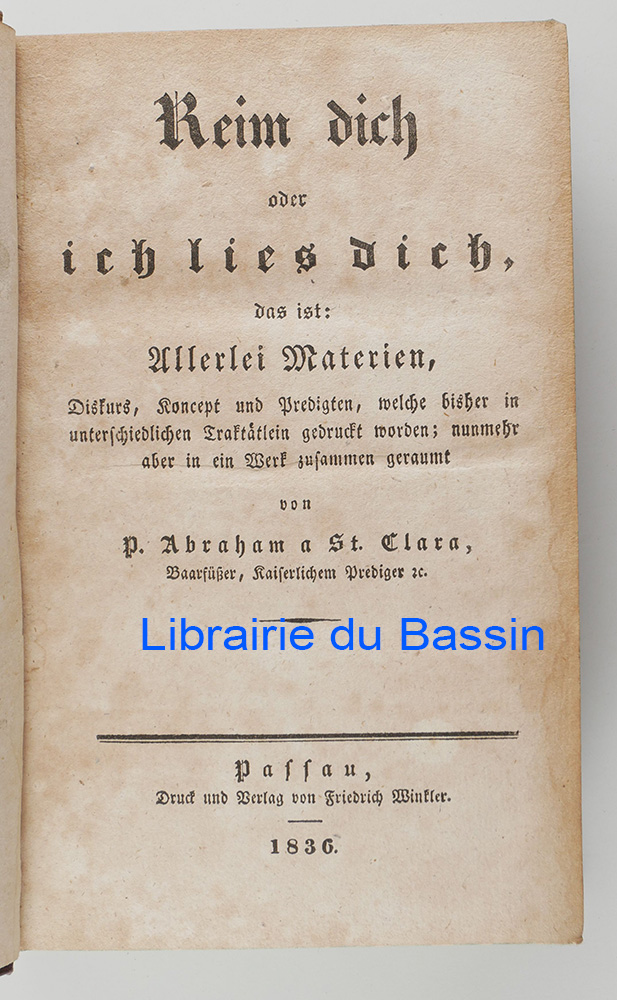 Reim dich
oder
ich lies dich,
das ist:
Allerlei Materien,
Diskurs, Koncept und Predigten, welche bisher in
unterschiedlichen Traktätlein gedruckt worden; nunmehr
aber in ein Werk zusammen geraumt
von
P. Abraham a St. Clara,
Baarfüßer, Kaiserlichem Prediger ꝛc.
Librairie du Bassin
Passau,
Druck und Verlag von Friedrich Winkler.
1836.